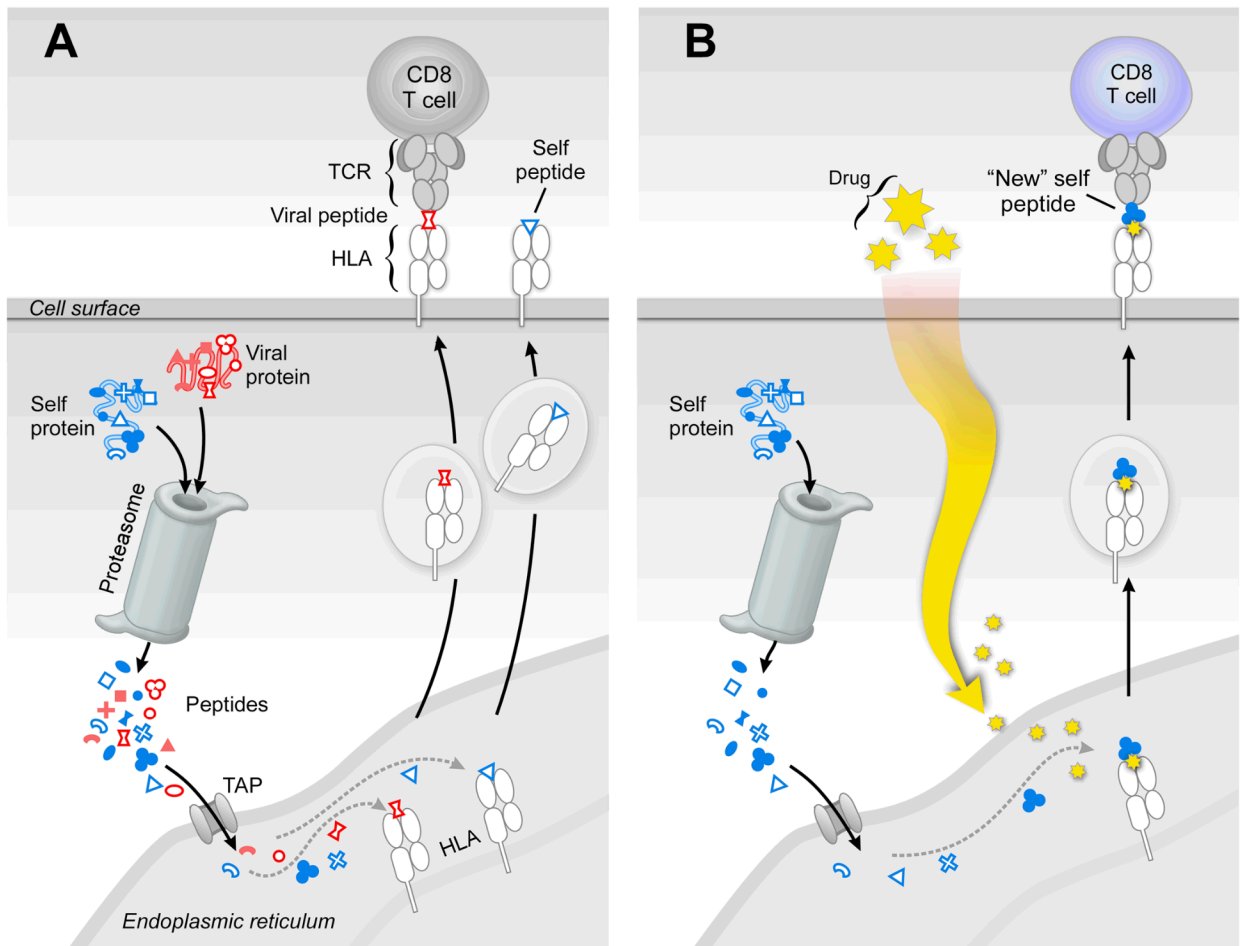 A
CD8
T cell
TCR
Self
peptide
Viral peptide
HLA
Cell surface
Viral
protein
Self
protein
Proteasome
Peptides
TAP
HLA
Endoplasmic reticulum
B
CD8
T cell
Drug
“New” self
peptide
Self
protein